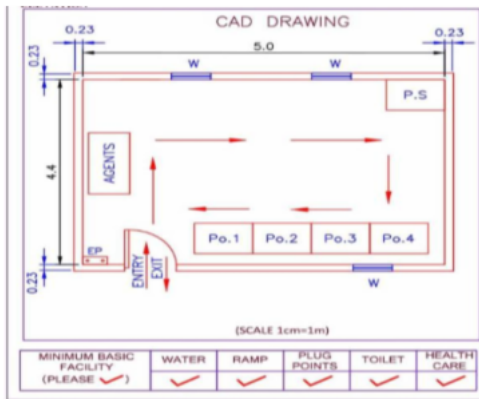 CAD DRAWING
0.23
5.0
0.23
0.23
W
W
P.S
4.4
AGENTS
Po.1
Po.2
Po.3
Po.4
EP
ENTRY
EXIT
0.23
W
(SCALE 1cm=1m)
MINIMUM BASIC
FACILITY
(PLEASE ✓)
WATER
RAMP
PLUG
POINTS
TOILET
HEALTH
CARE